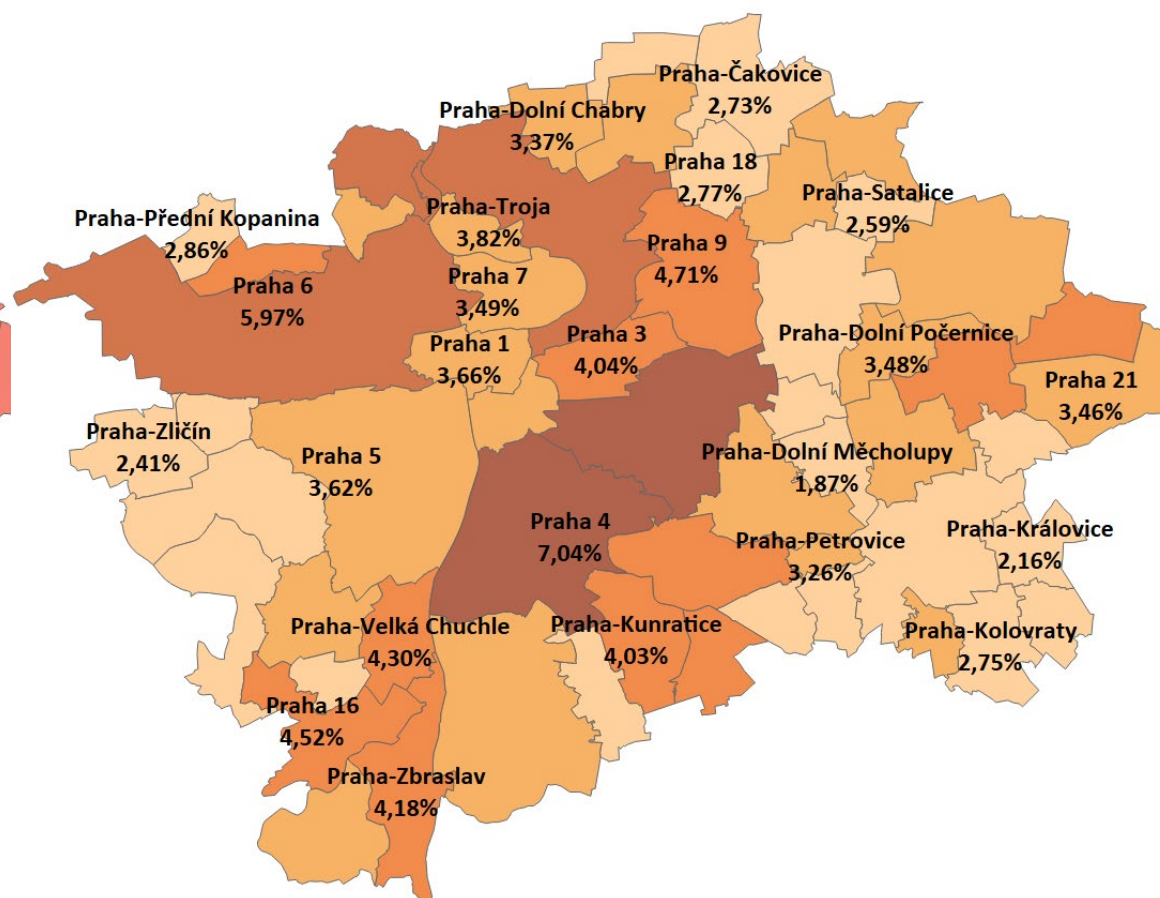 Praha-Čakovice
2,73%
Praha-Dolní Chabry
3,37%
Praha 18
2,77%
Praha-Satalice
2,59%
Praha-Přední Kopanina
2,86%
Praha-Troja
3,82%
Praha 9
4,71%
Praha 6
5,97%
Praha 7
3,49%
Praha 1
3,66%
Praha 3
4,04%
Praha-Dolní Počernice
3,48%
Praha 21
3,46%
Praha-Zličín
2,41%
Praha 5
3,62%
Praha-Dolní Měcholupy
1,87%
Praha 4
7,04%
Praha-Petrovice
3,26%
Praha-Královice
2,16%
Praha-Velká Chuchle
4,30%
Praha-Kunratice
4,03%
Praha-Kolovraty
2,75%
Praha 16
4,52%
Praha-Zbraslav
4,18%